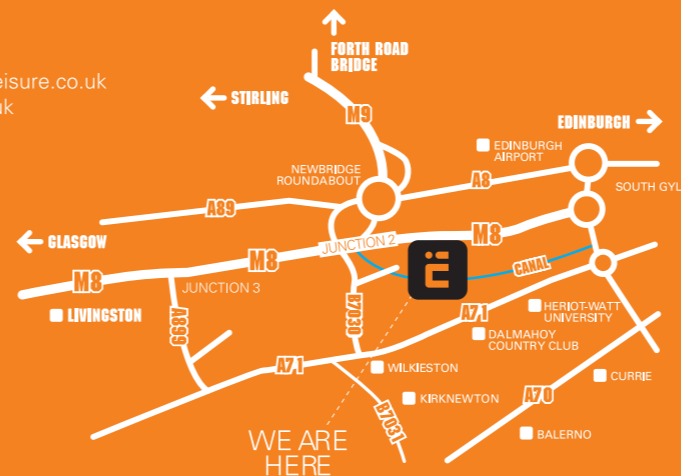 FORTH ROAD
BRIDGE
eisure.co.uk
uk
STIRLING
M9
EDINBURGH
EDINBURGH
AIRPORT
NEWBRIDGE
ROUNDABOUT
A8
SOUTH GYL
A89
GLASGOW
JUNCTION 2
M8
M8
M8
CANAL
JUNCTION 3
LIVINGSTON
A899
B7030
A71
HERIOT-WATT
UNIVERSITY
DALMAHOY
COUNTRY CLUB
A71
WILKIESTON
CURRIE
KIRKNEWTON
A70
B7031
BALERNO
WE ARE
HERE